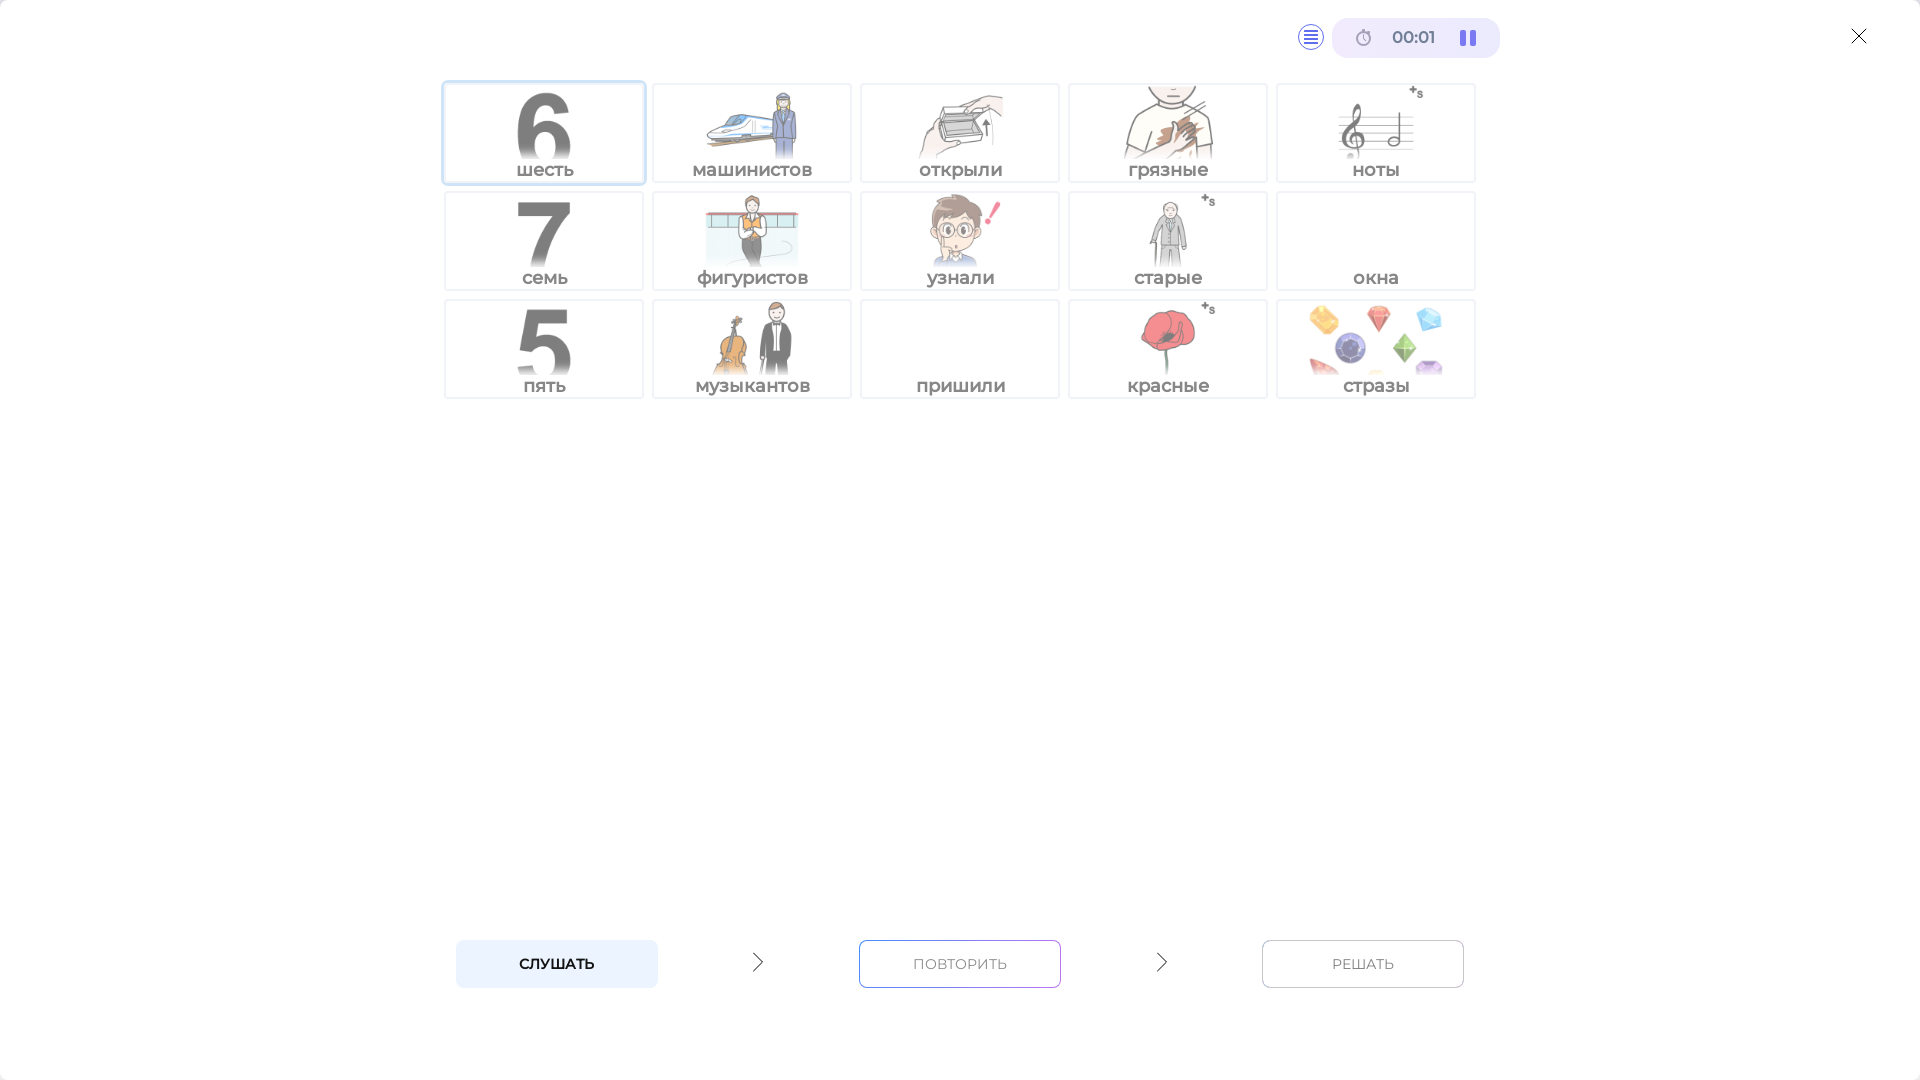 00:01
6
+s
шесть
машинистов
открыли
грязные
ноты
7
+s
семь
фигуристов
узнали
старые
окна
5
+s
пять
музыкантов
пришили
красные
стразы
СЛУШАТЬ
ПОВТОРИТЬ
РЕШАТЬ